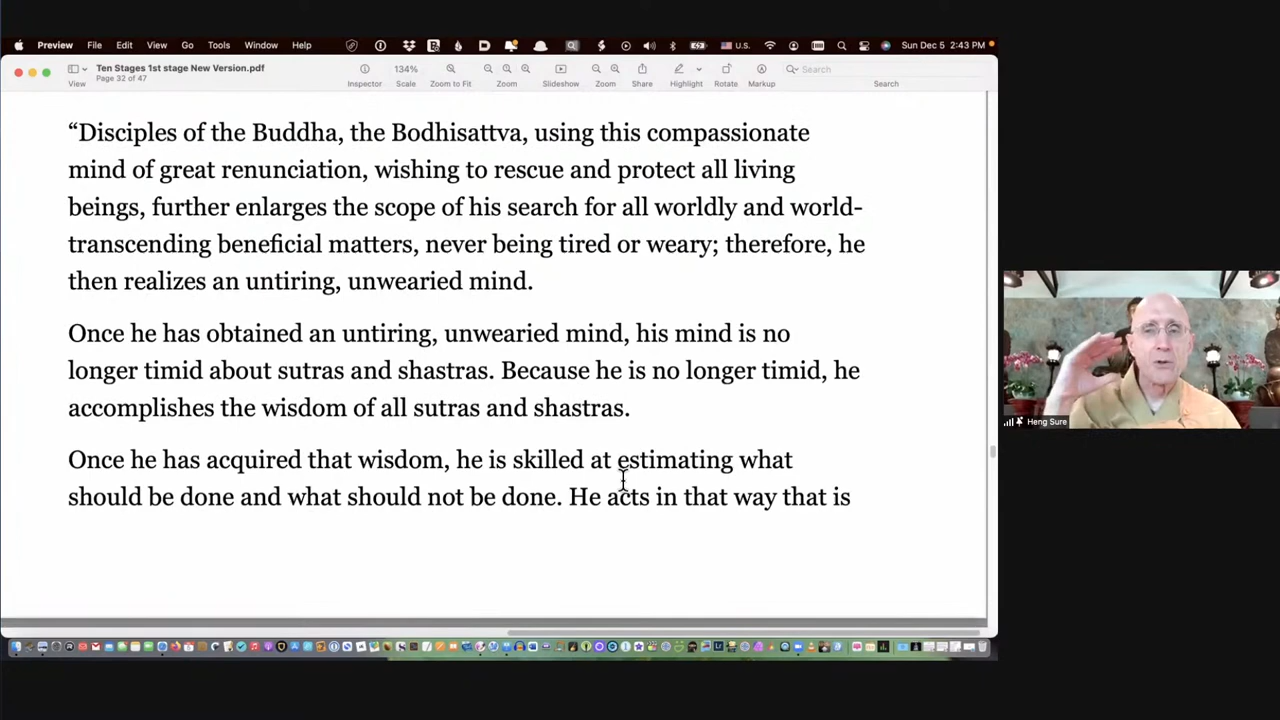 Preview File Edit View Go Tools Window Help U.S. Sun Dec 5 2:43 PM
Ten Stages 1st stage New Version.pdf
Page 32 of 47
134%
Search
View Inspector Scale Zoom to Fit Zoom Slideshow Zoom Share Highlight Rotate Markup Search
“Disciples of the Buddha, the Bodhisattva, using this compassionate
mind of great renunciation, wishing to rescue and protect all living
beings, further enlarges the scope of his search for all worldly and world-
transcending beneficial matters, never being tired or weary; therefore, he
then realizes an untiring, unwearied mind.
Once he has obtained an untiring, unwearied mind, his mind is no
longer timid about sutras and shastras. Because he is no longer timid, he
accomplishes the wisdom of all sutras and shastras.
Once he has acquired that wisdom, he is skilled at estimating what
should be done and what should not be done. He acts in that way that is
Heng Sure